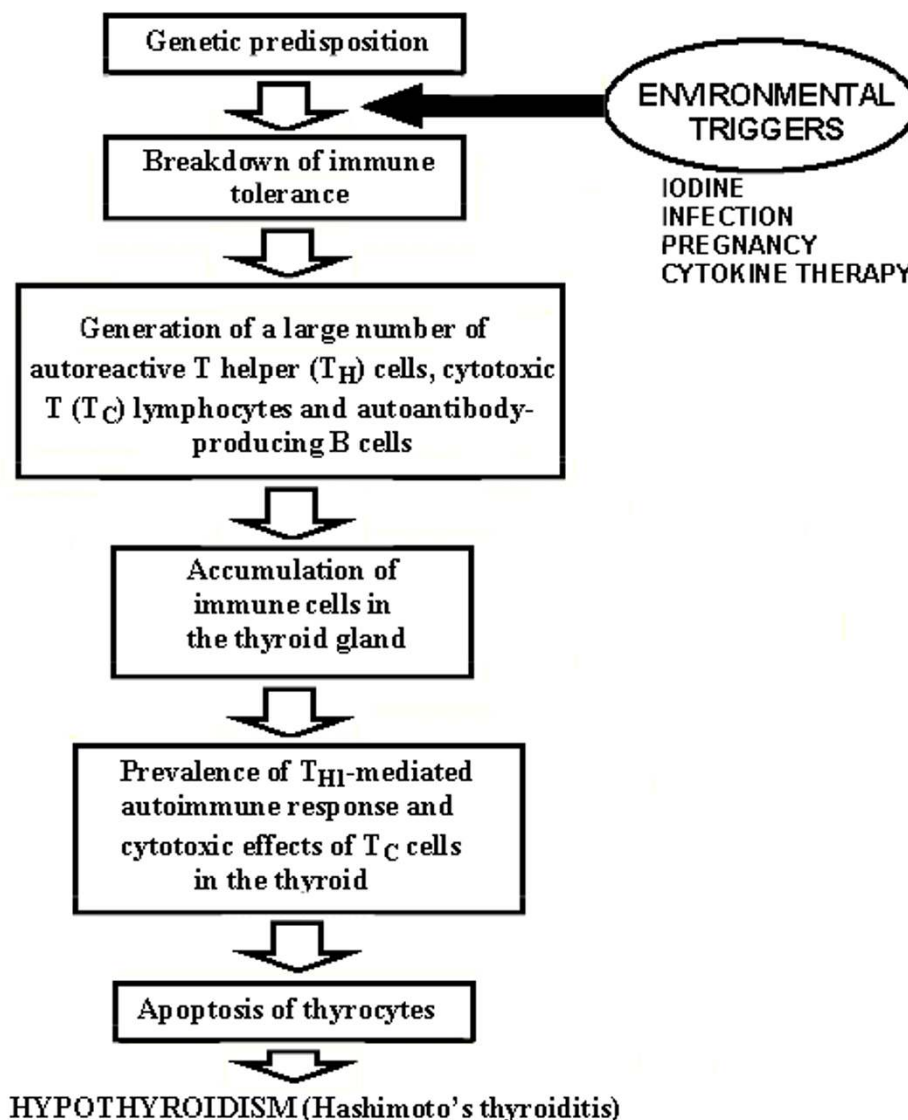 Genetic predisposition
ENVIRONMENTAL
TRIGGERS
IODINE
INFECTION
PREGNANCY
CYTOKINE THERAPY
Breakdown of immune
tolerance
Generation of a large number of
autoreactive T helper (TH) cells, cytotoxic
T (TC) lymphocytes and autoantibody-
producing B cells
Accumulation of
immune cells in
the thyroid gland
Prevalence of TH1-mediated
autoimmune response and
cytotoxic effects of TC cells
in the thyroid
Apoptosis of thyrocytes
HYPOTHYROIDISM (Hashimoto's thyroiditis)